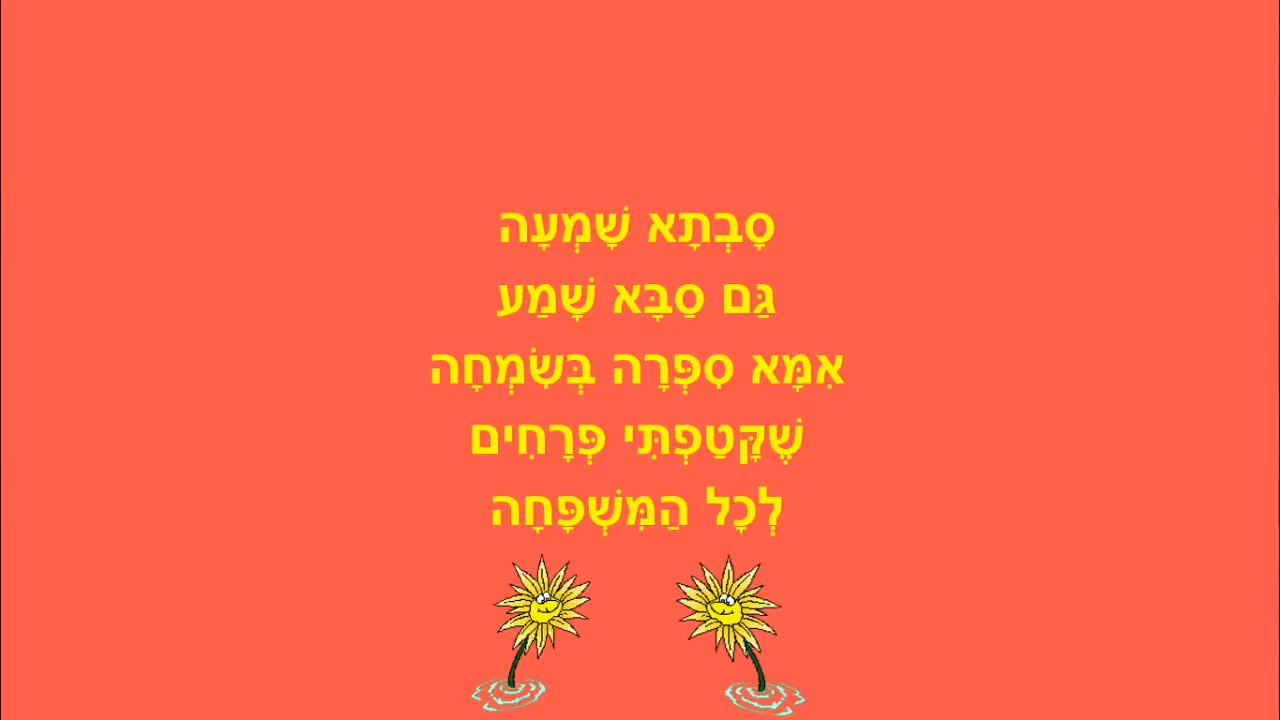 סָבְתָא שָׁמְעָה
גַּם סַבָּא שָׁמַע
אִמָּא סִפְּרָה בְּשִׂמְחָה
שֶׁקָּטַפְתִּי פְּרָחִים
לְכָל הַמִּשְׁפָּחָה